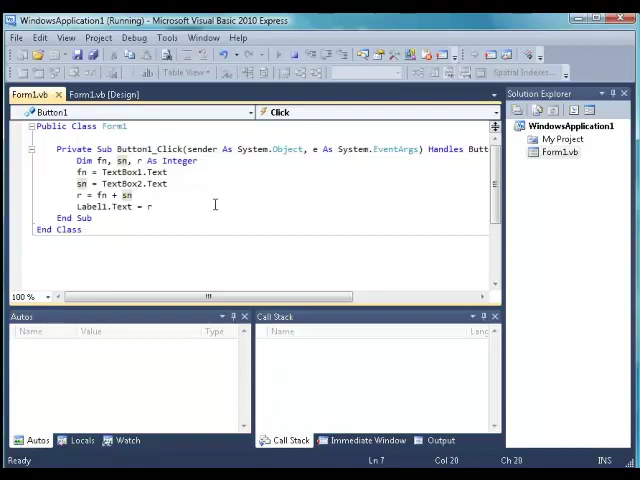 WindowsApplication1 (Running) - Microsoft Visual Basic 2010 Express
File Edit View Project Debug Tools Window Help
Table View
Spatial Indexes...
Form1.vb Form1.vb [Design]
Button1 Click
Public Class Form1
Private Sub Button1_Click(sender As System.Object, e As System.EventArgs) Handles Butt
Dim fn, sn, r As Integer
fn = TextBox1.Text
sn = TextBox2.Text
r = fn + sn
Label1.Text = r
End Sub
End Class
100 %
Solution Explorer
WindowsApplication1
My Project
Form1.vb
Autos
Name Value Type
Autos Locals Watch
Call Stack
Name Lang
Call Stack Immediate Window Output
Ready Ln 7 Col 20 Ch 20 INS